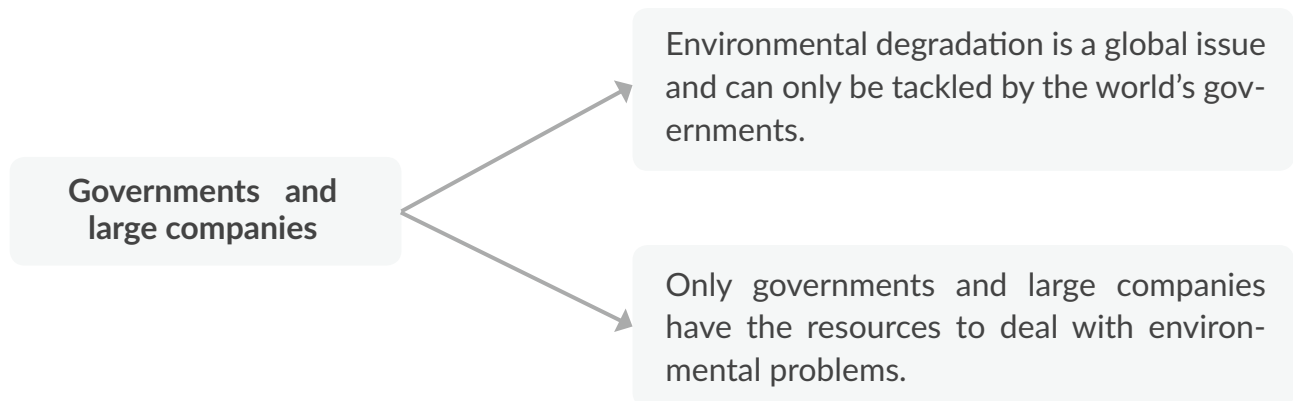 Environmental degradation is a global issue
and can only be tackled by the world's gov-
ernments.
Governments and
large companies
Only governments and large companies
have the resources to deal with environ-
mental problems.